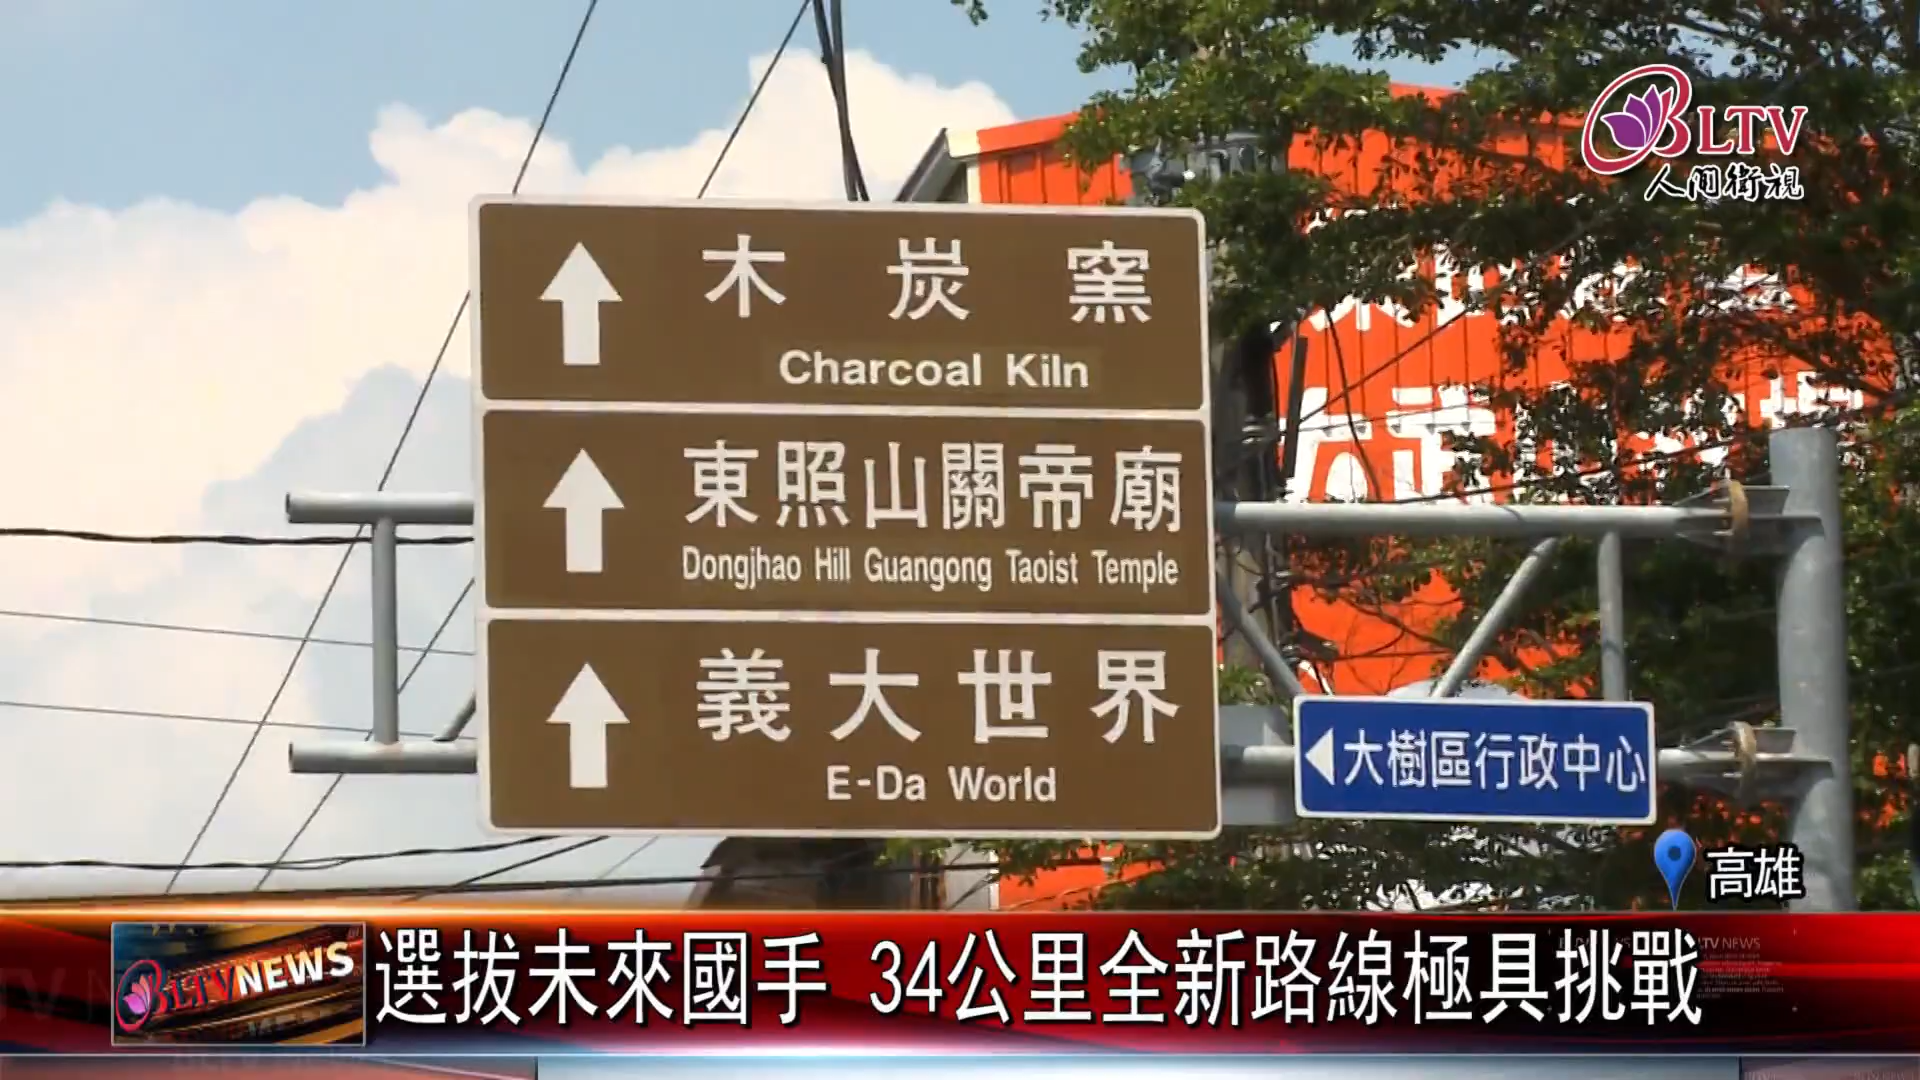 BLTV
人間衛視
木炭窯
Charcoal Kiln
東照山關帝廟
Dongjhao Hill Guangong Taoist Temple
義大世界
E-Da World
大樹區行政中心
高雄
BLTVNEWS
選拔未來國手 34公里全新路線極具挑戰